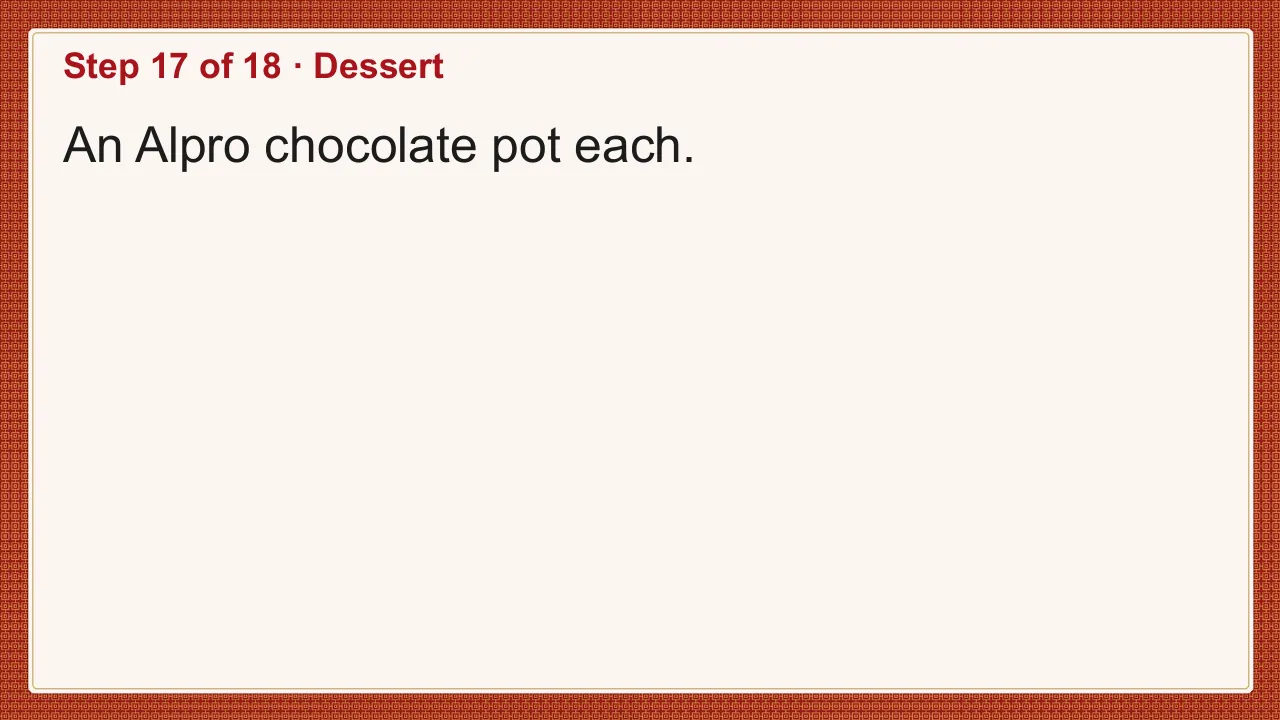 Step 17 of 18 · Dessert
An Alpro chocolate pot each.